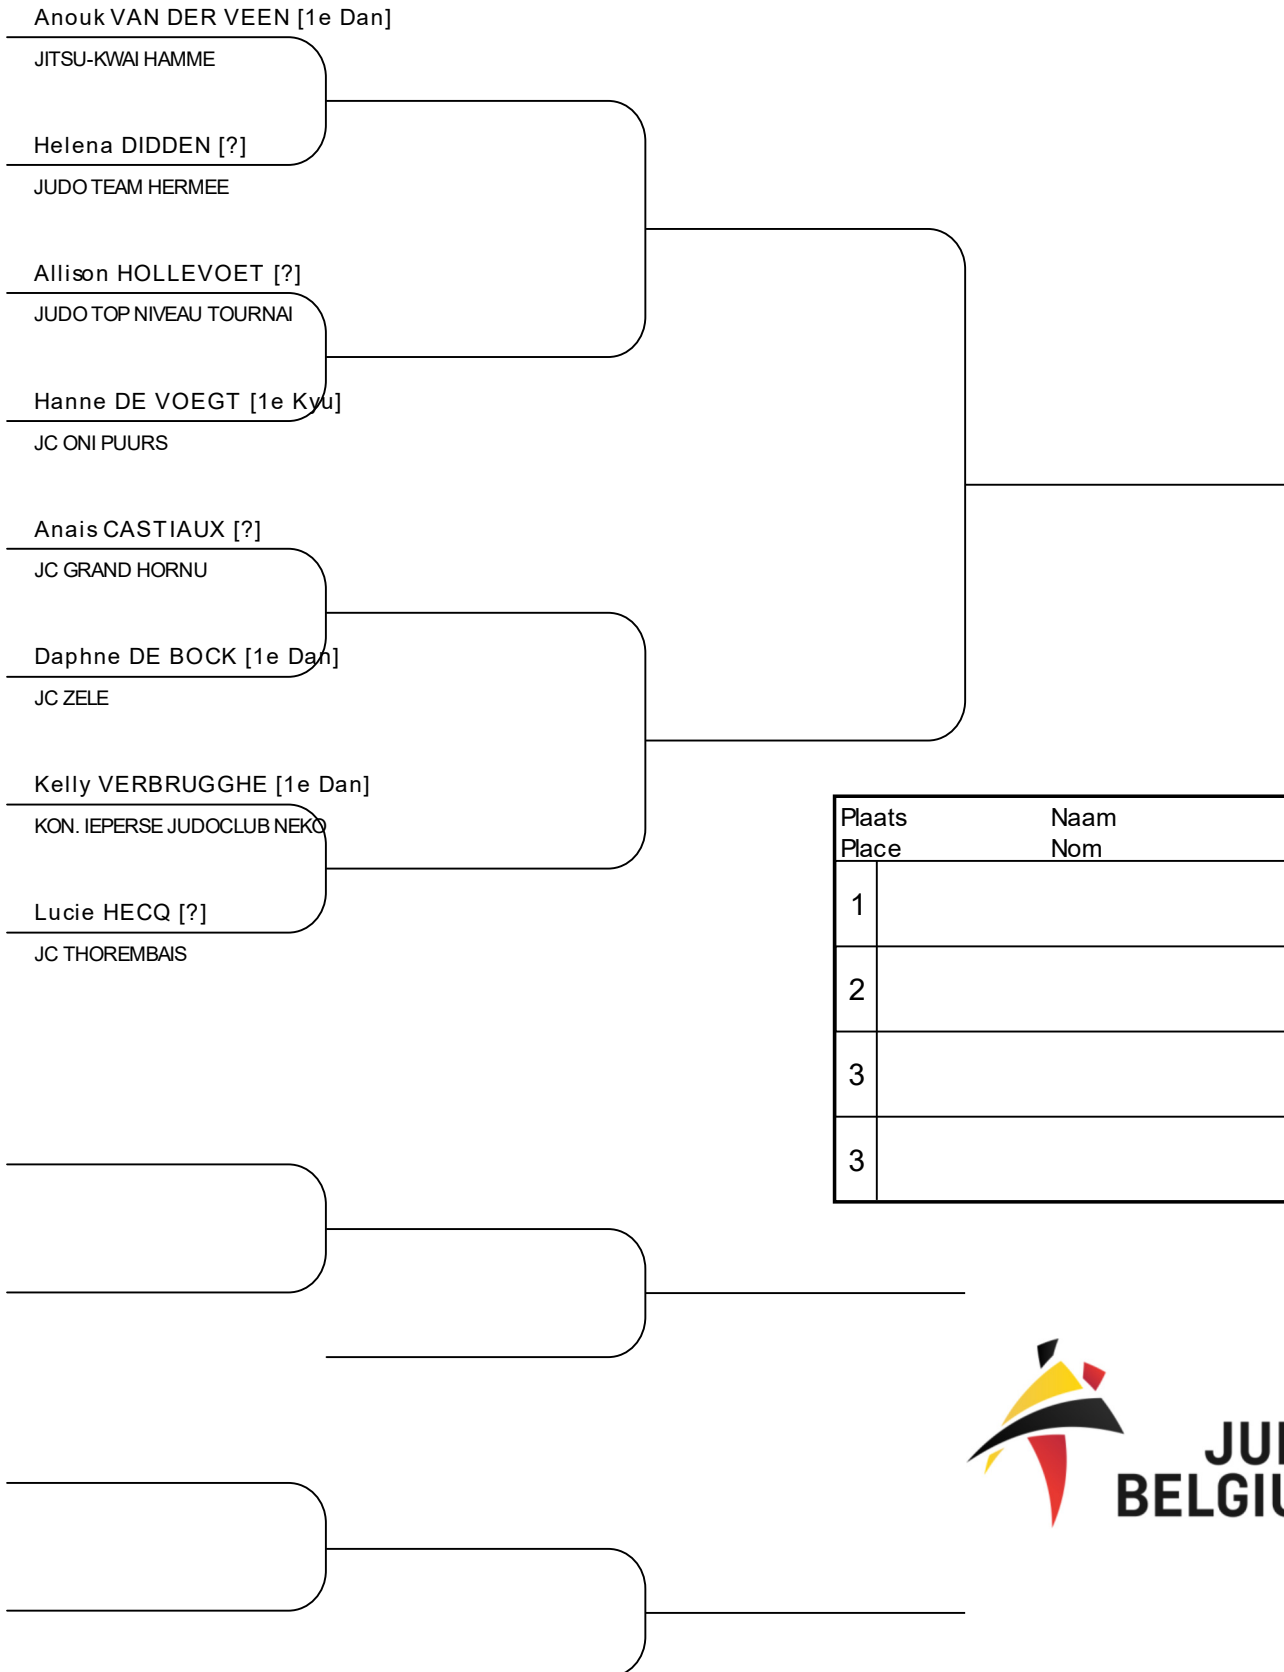 Anouk VAN DER VEEN [1e Dan]
JITSU-KWAI HAMME
Helena DIDDEN [?]
JUDO TEAM HERMEE
Allison HOLLEVOET [?]
JUDO TOP NIVEAU TOURNAI
Hanne DE VOEGT [1e Kyu]
JC ONI PUURS
Anais CASTIAUX [?]
JC GRAND HORNU
Daphne DE BOCK [1e Dan]
JC ZELE
Kelly VERBRUGGHE [1e Dan]
KON. IEPERSE JUDOCLUB NEKO
Lucie HECQ [?]
JC THOREMBAIS
Plaats Naam
Place Nom
1
2
3
3
JU
BELGIU